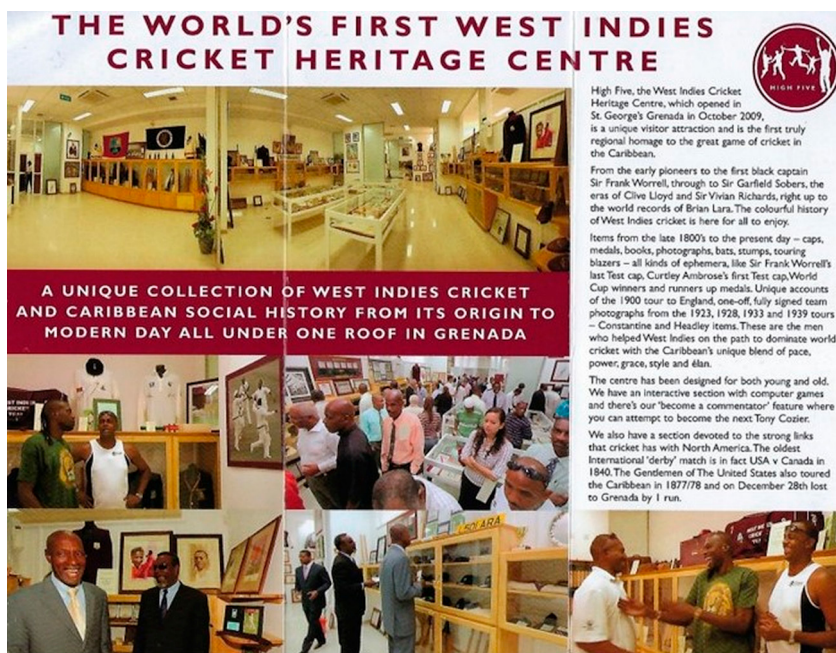 THE WORLD'S FIRST WEST INDIES
CRICKET HERITAGE CENTRE
HIGH FIVE
High Five, the West Indies Cricket
Heritage Centre, which opened in
St. George's Grenada in October 2009,
is a unique visitor attraction and is the first truly
regional homage to the great game of cricket in
the Caribbean.
From the early pioneers to the first black captain
Sir Frank Worrell, through to Sir Garfield Sobers, the
eras of Clive Lloyd and Sir Vivian Richards, right up to
the world records of Brian Lara. The colourful history
of West Indies cricket is here for all to enjoy.
Items from the late 1800's to the present day – caps,
medals, books, photographs, bats, stumps, touring
blazers – all kinds of ephemera, like Sir Frank Worrell's
last Test cap, Curtley Ambrose's first Test cap, World
Cup winners and runners up medals. Unique accounts
of the 1900 tour to England, one-off, fully signed team
photographs from the 1923, 1928, 1933 and 1939 tours
– Constantine and Headley items. These are the men
who helped West Indies on the path to dominate world
cricket with the Caribbean's unique blend of pace,
power, grace, style and élan.
The centre has been designed for both young and old.
We have an interactive section with computer games
and there's our 'become a commentator' feature where
you can attempt to become the next Tony Cozier.
We also have a section devoted to the strong links
that cricket has with North America. The oldest
International 'derby' match is in fact USA v Canada in
1840. The Gentlemen of The United States also toured
the Caribbean in 1877/78 and on December 28th lost
to Grenada by 1 run.
A UNIQUE COLLECTION OF WEST INDIES CRICKET
AND CARIBBEAN SOCIAL HISTORY FROM ITS ORIGIN TO
MODERN DAY ALL UNDER ONE ROOF IN GRENADA